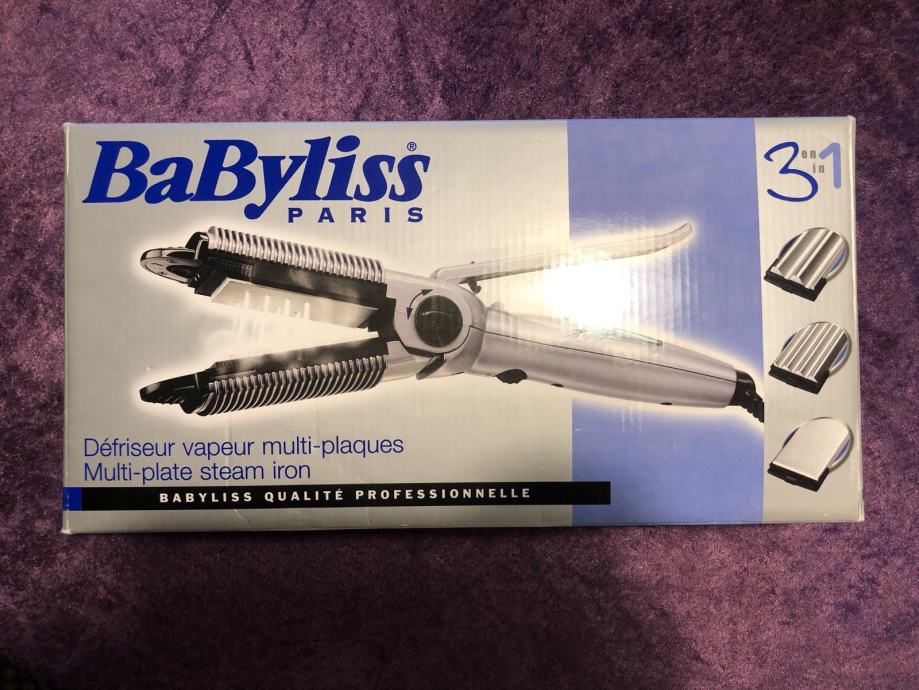 BaByliss®
PARIS
3 en in 1
Défriseur vapeur multi-plaques
Multi-plate steam iron
BABYLISS QUALITÉ PROFESSIONNELLE